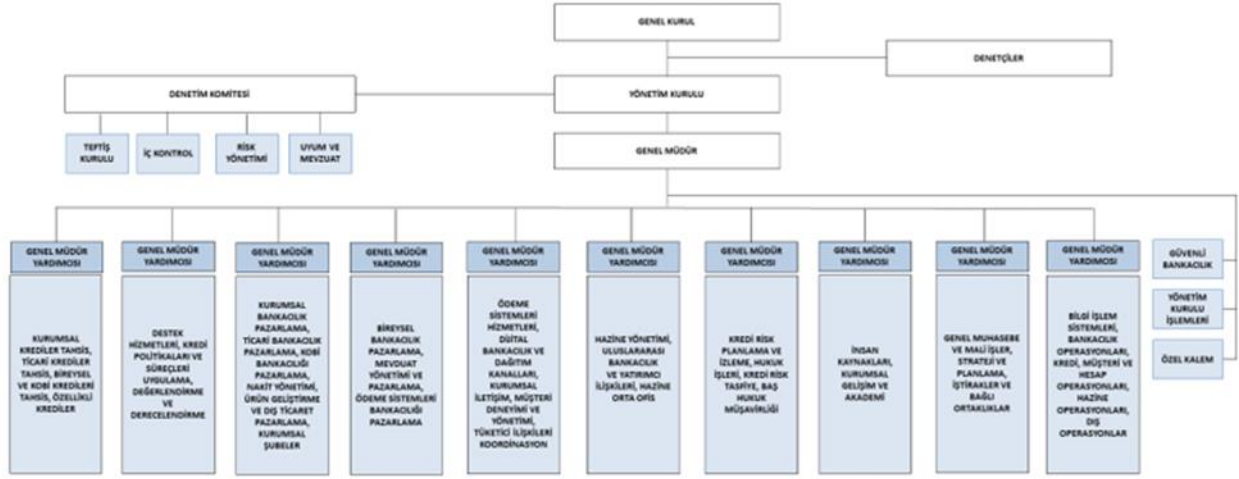 GENEL KURUL
DENETÇİLER
DENETİM KOMİTESİ
YÖNETİM KURULU
TEFTİŞ
KURULU
İÇ KONTROL
RİSK
YÖNETİMİ
UYUM VE
MEVZUAT
GENEL MÜDÜR
GENEL MÜDÜR
YARDIMCISI
KURUMSAL
KREDİLER TAHSİS,
TİCARİ KREDİLER
TAHSİS, BİREYSEL
VE KOBİ KREDİLERİ
TAHSİS, ÖZELLİKLİ
KREDİLER
GENEL MÜDÜR
YARDIMCISI
DESTEK
HİZMETLERİ, KREDİ
POLİTİKALARI VE
SÜREÇLERİ
UYGULAMA,
DEĞERLENDİRME
VE
DERECELENDİRME
GENEL MÜDÜR
YARDIMCISI
KURUMSAL
BANKACILIK
PAZARLAMA,
TİCARİ BANKACILIK
PAZARLAMA, KOBİ
BANKACILIĞI
PAZARLAMA,
NAKİT YÖNETİMİ,
ÜRÜN GELİŞTİRME
VE DIŞ TİCARET
PAZARLAMA,
KURUMSAL
ŞUBELER
GENEL MÜDÜR
YARDIMCISI
BİREYSEL
BANKACILIK
PAZARLAMA,
MEVDUAT
YÖNETİMİ VE
PAZARLAMA,
ÖDEME SİSTEMLERİ
BANKACILIĞI
PAZARLAMA
GENEL MÜDÜR
YARDIMCISI
ÖDEME
SİSTEMLERİ
HİZMETLERİ,
DİJİTAL
BANKACILIK VE
DAĞITIM
KANALLARI,
KURUMSAL
İLETİŞİM, MÜŞTERİ
DENEYİMİ VE
YÖNETİMİ,
TÜKETİCİ İLİŞKİLERİ
KOORDİNASYON
GENEL MÜDÜR
YARDIMCISI
HAZİNE YÖNETİMİ,
ULUSLARARASI
BANKACILIK
VE YATIRIMCI
İLİŞKİLERİ, HAZİNE
ORTA OFİS
GENEL MÜDÜR
YARDIMCISI
KREDİ RİSK
PLANLAMA VE
İZLEME, HUKUK
İŞLERİ, KREDİ RİSK
TASFİYE, BAŞ
HUKUK
MÜŞAVİRLİĞİ
GENEL MÜDÜR
YARDIMCISI
İNSAN
KAYNAKLARI,
KURUMSAL
GELİŞİM VE
AKADEMİ
GENEL MÜDÜR
YARDIMCISI
GENEL MUHASEBE
VE MALİ İŞLER,
STRATEJİ VE
PLANLAMA,
İŞTİRAKLER VE
BAĞLI
ORTAKLIKLAR
GENEL MÜDÜR
YARDIMCISI
BİLGİ İŞLEM
SİSTEMLERİ,
BANKACILIK
OPERASYONLARI,
KREDİ, MÜŞTERİ VE
HESAP
OPERASYONLARI,
HAZİNE
OPERASYONLARI,
DIŞ
OPERASYONLAR
GÜVENLİ
BANKACILIK
YÖNETİM
KURULU
İŞLEMLERİ
ÖZEL KALEM